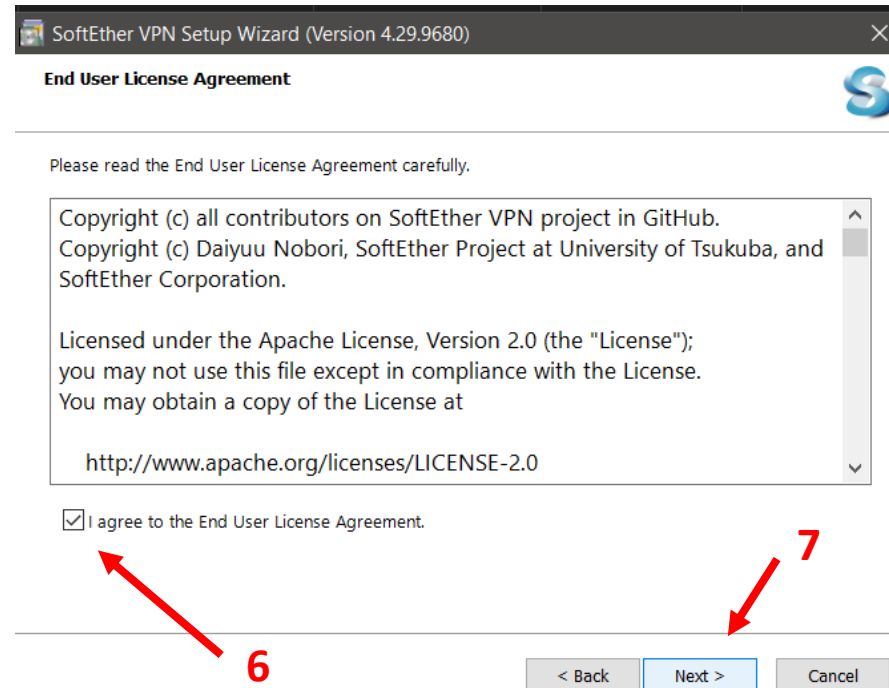 SoftEther VPN Setup Wizard (Version 4.29.9680)
End User License Agreement
Please read the End User License Agreement carefully.
Copyright (c) all contributors on SoftEther VPN project in GitHub.
Copyright (c) Daiyuu Nobori, SoftEther Project at University of Tsukuba, and
SoftEther Corporation.
Licensed under the Apache License, Version 2.0 (the "License");
you may not use this file except in compliance with the License.
You may obtain a copy of the License at
http://www.apache.org/licenses/LICENSE-2.0
I agree to the End User License Agreement.
7
6
< Back Next > Cancel